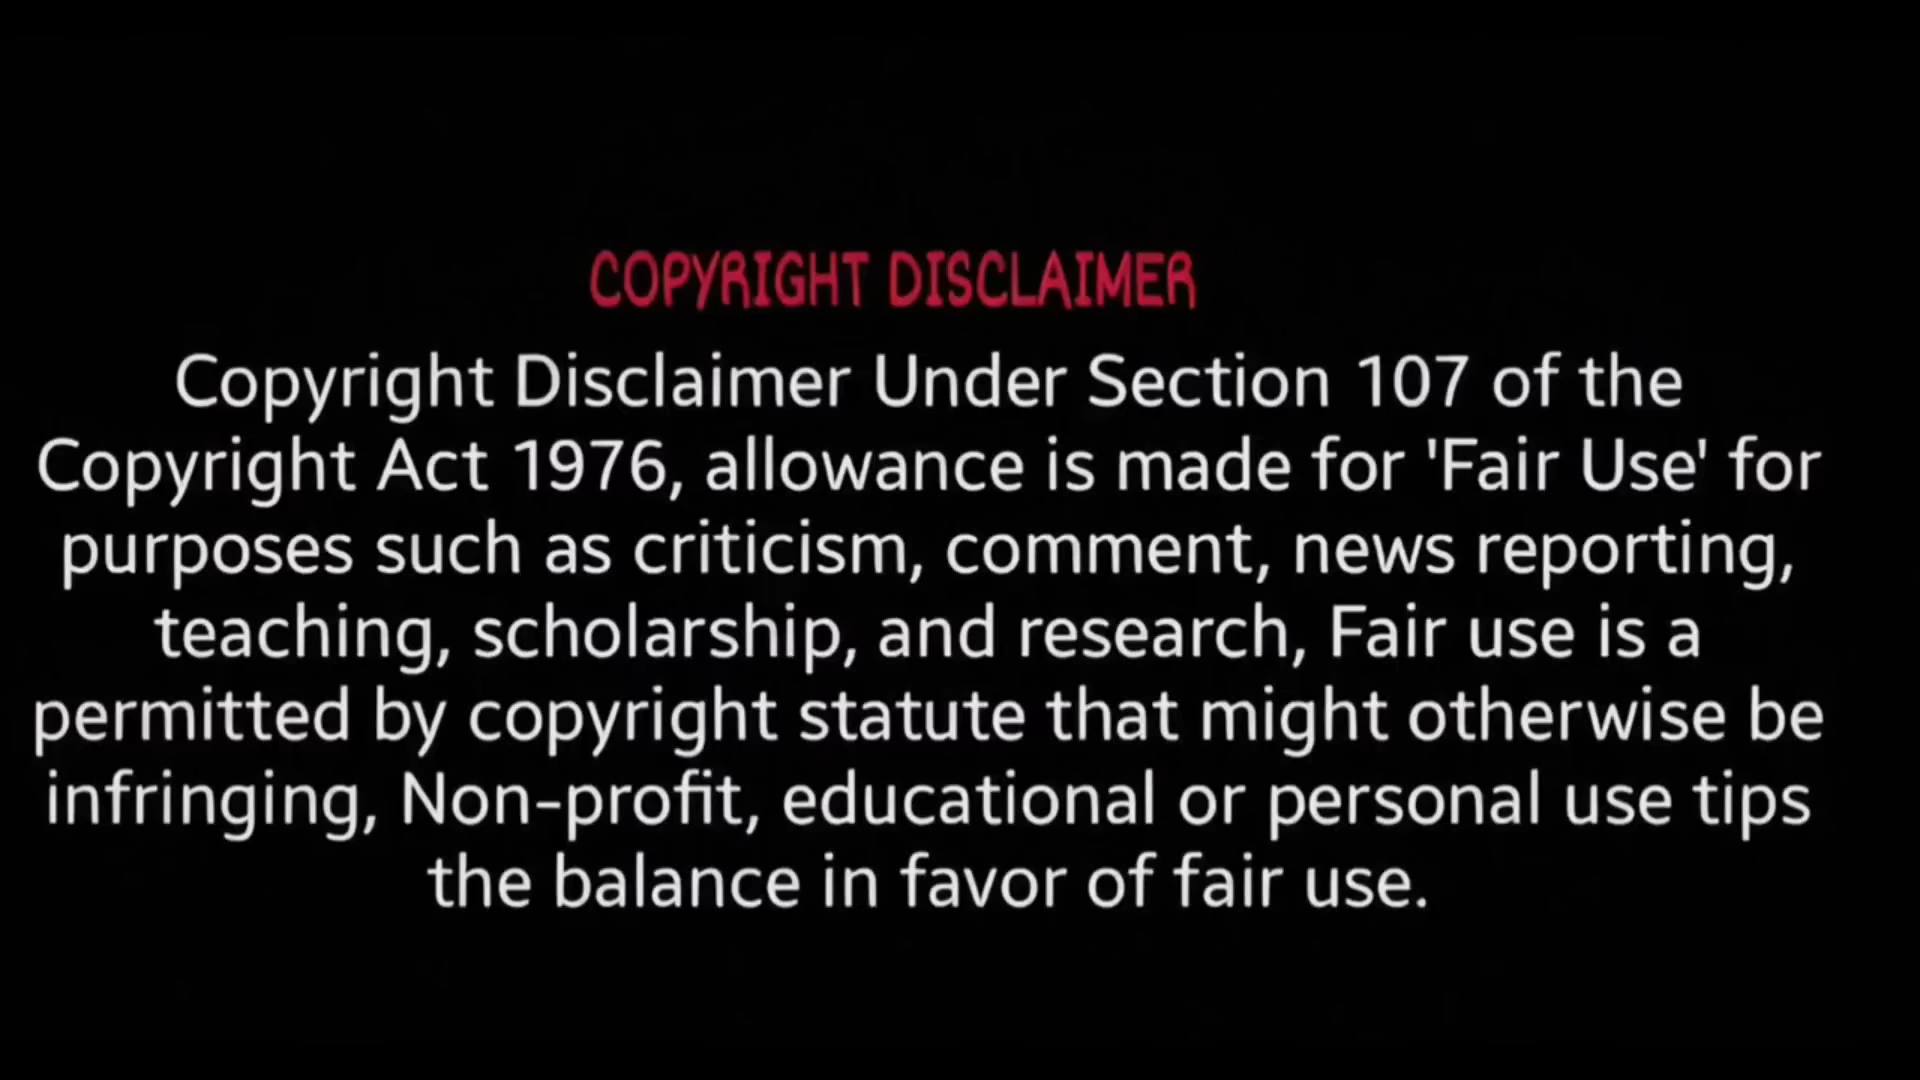 COPYRIGHT DISCLAIMER
Copyright Disclaimer Under Section 107 of the
Copyright Act 1976, allowance is made for 'Fair Use' for
purposes such as criticism, comment, news reporting,
teaching, scholarship, and research, Fair use is a
permitted by copyright statute that might otherwise be
infringing, Non-profit, educational or personal use tips
the balance in favor of fair use.